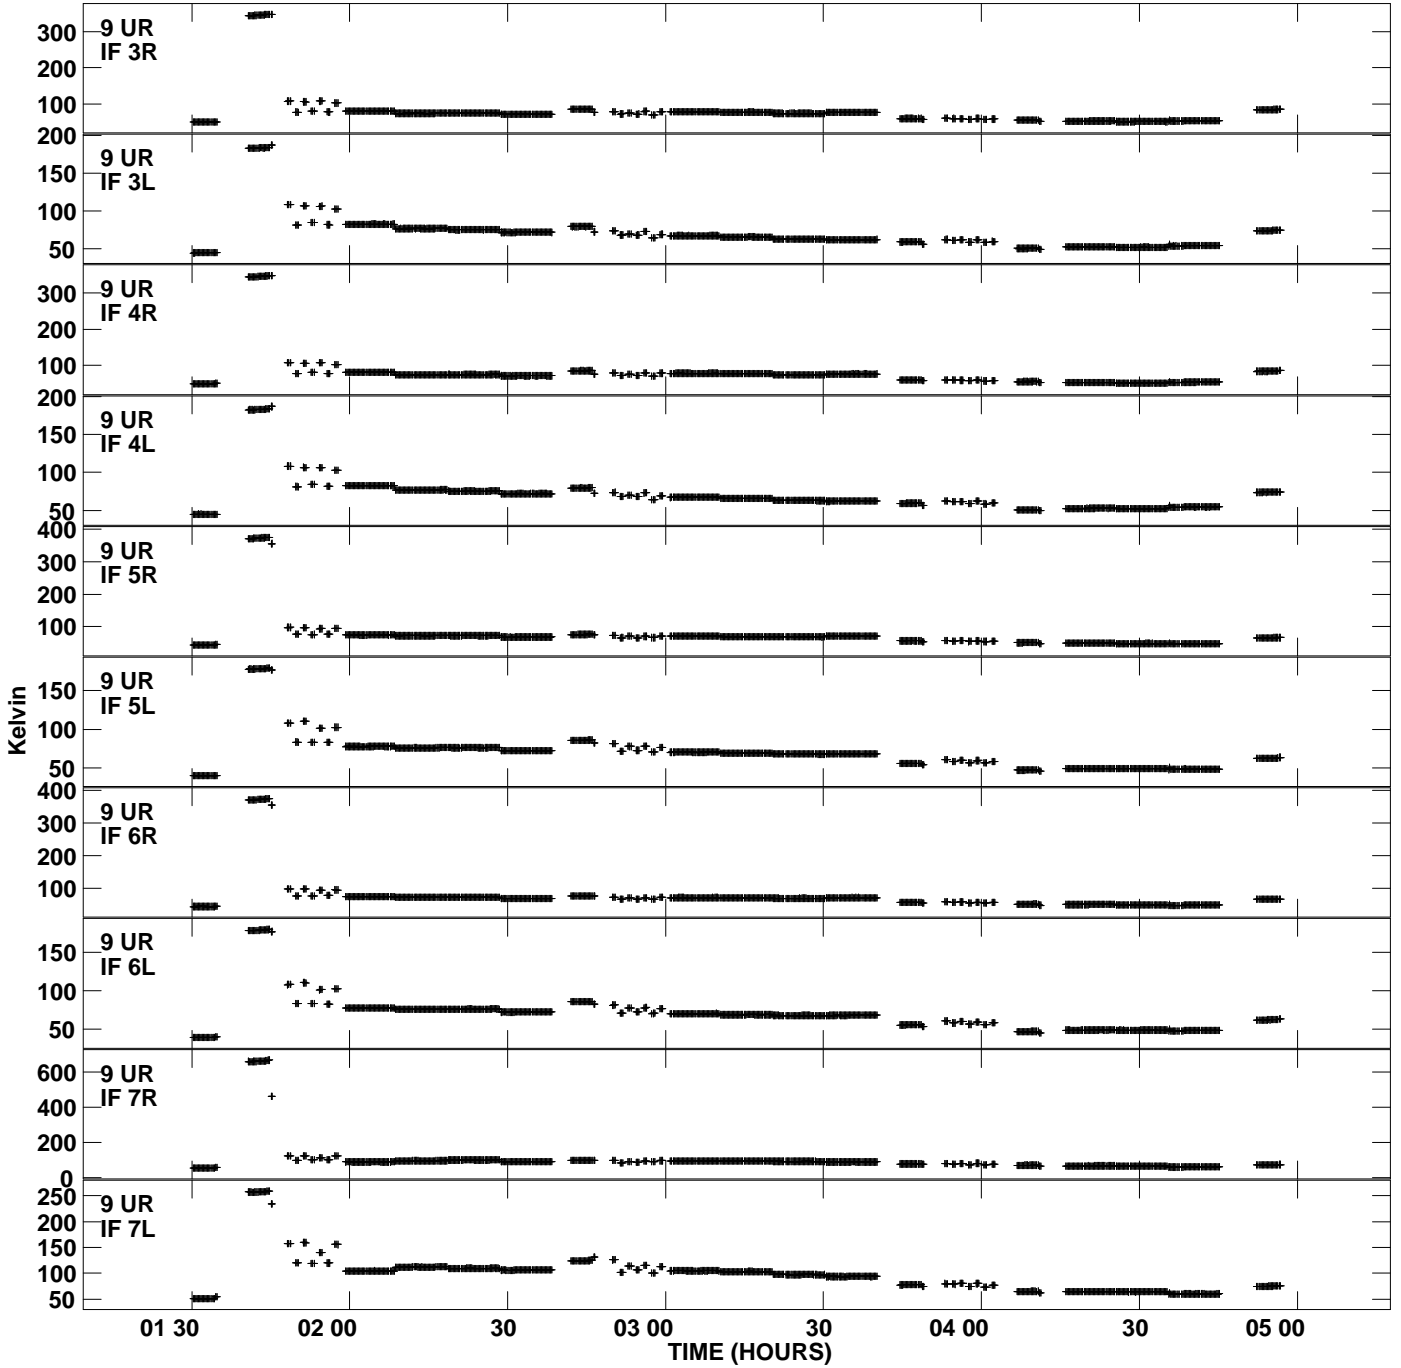 9 UR
IF 3R
300
200
100
9 UR
IF 3L
200
150
100
50
9 UR
IF 4R
300
200
100
9 UR
IF 4L
200
150
100
50
9 UR
IF 5R
400
300
200
100
9 UR
IF 5L
150
100
50
9 UR
IF 6R
400
300
200
100
9 UR
IF 6L
150
100
50
9 UR
IF 7R
600
400
200
0
9 UR
IF 7L
250
200
150
100
50
Kelvin
01 30 02 00 30 03 00 30 04 00 30 05 00
TIME (HOURS)